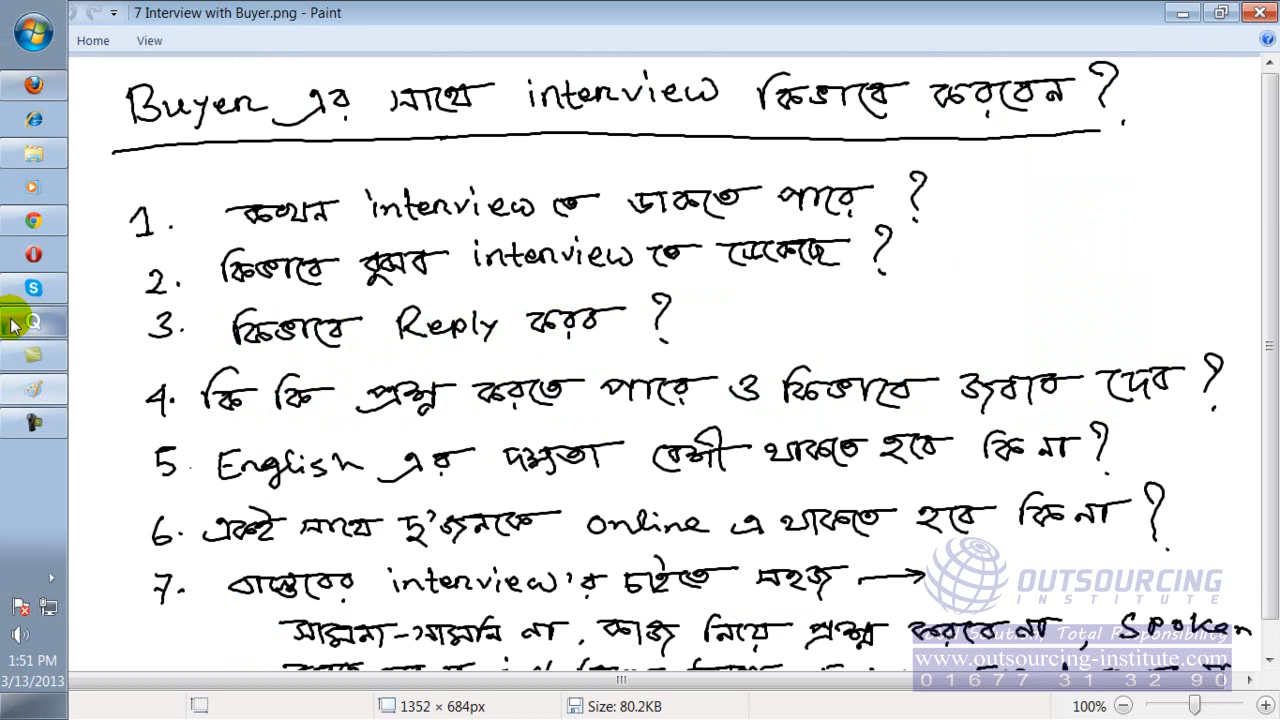 7 Interview with Buyer.png - Paint
Home View
Buyer এর সাথে interview কিভাবে করবেন ?
1. কখন interview তে ডাকতে পারে ?
2. কিভাবে বুঝব interview তে ডেকেছে ?
3. কিভাবে Reply করব ?
4. কি কি প্রশ্ন করতে পারে ও কিভাবে জবাব দেব ?
5. English এর দক্ষতা বেশী থাকতে হবে কি না ?
6. একই সাথে দু'জনকে online এ থাকতে হবে কি না ?
7. বাস্তবের interview'র চাইতে সহজ →
OUTSOURCING
INSTITUTE
সামনা-সামনি না, কাজ নিয়ে প্রশ্ন করবে না, Spoken
Total Responsibility
www.outsourcing-institute.com
01677 31 32 90
1:51 PM
3/13/2013
1352 × 684px
Size: 80.2KB
100%